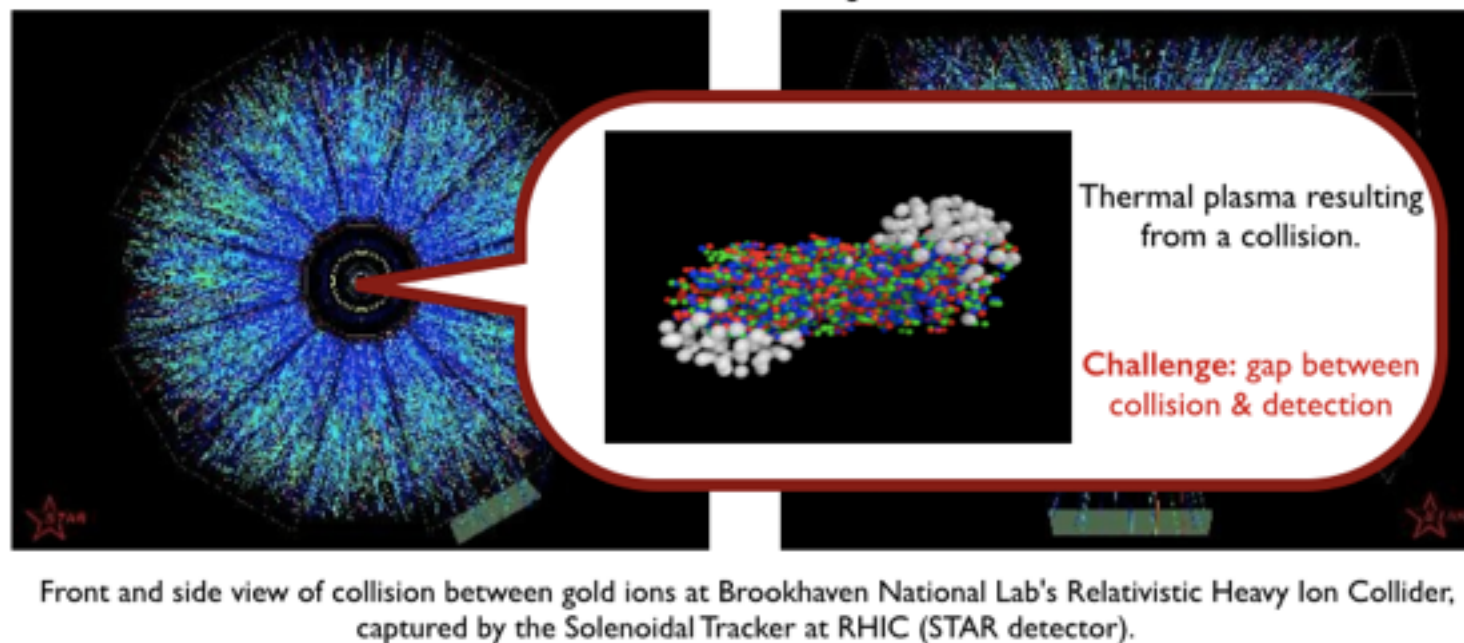 Thermal plasma resulting
from a collision.
Challenge: gap between
collision & detection
STAR
STAR
Front and side view of collision between gold ions at Brookhaven National Lab's Relativistic Heavy Ion Collider,
captured by the Solenoidal Tracker at RHIC (STAR detector).